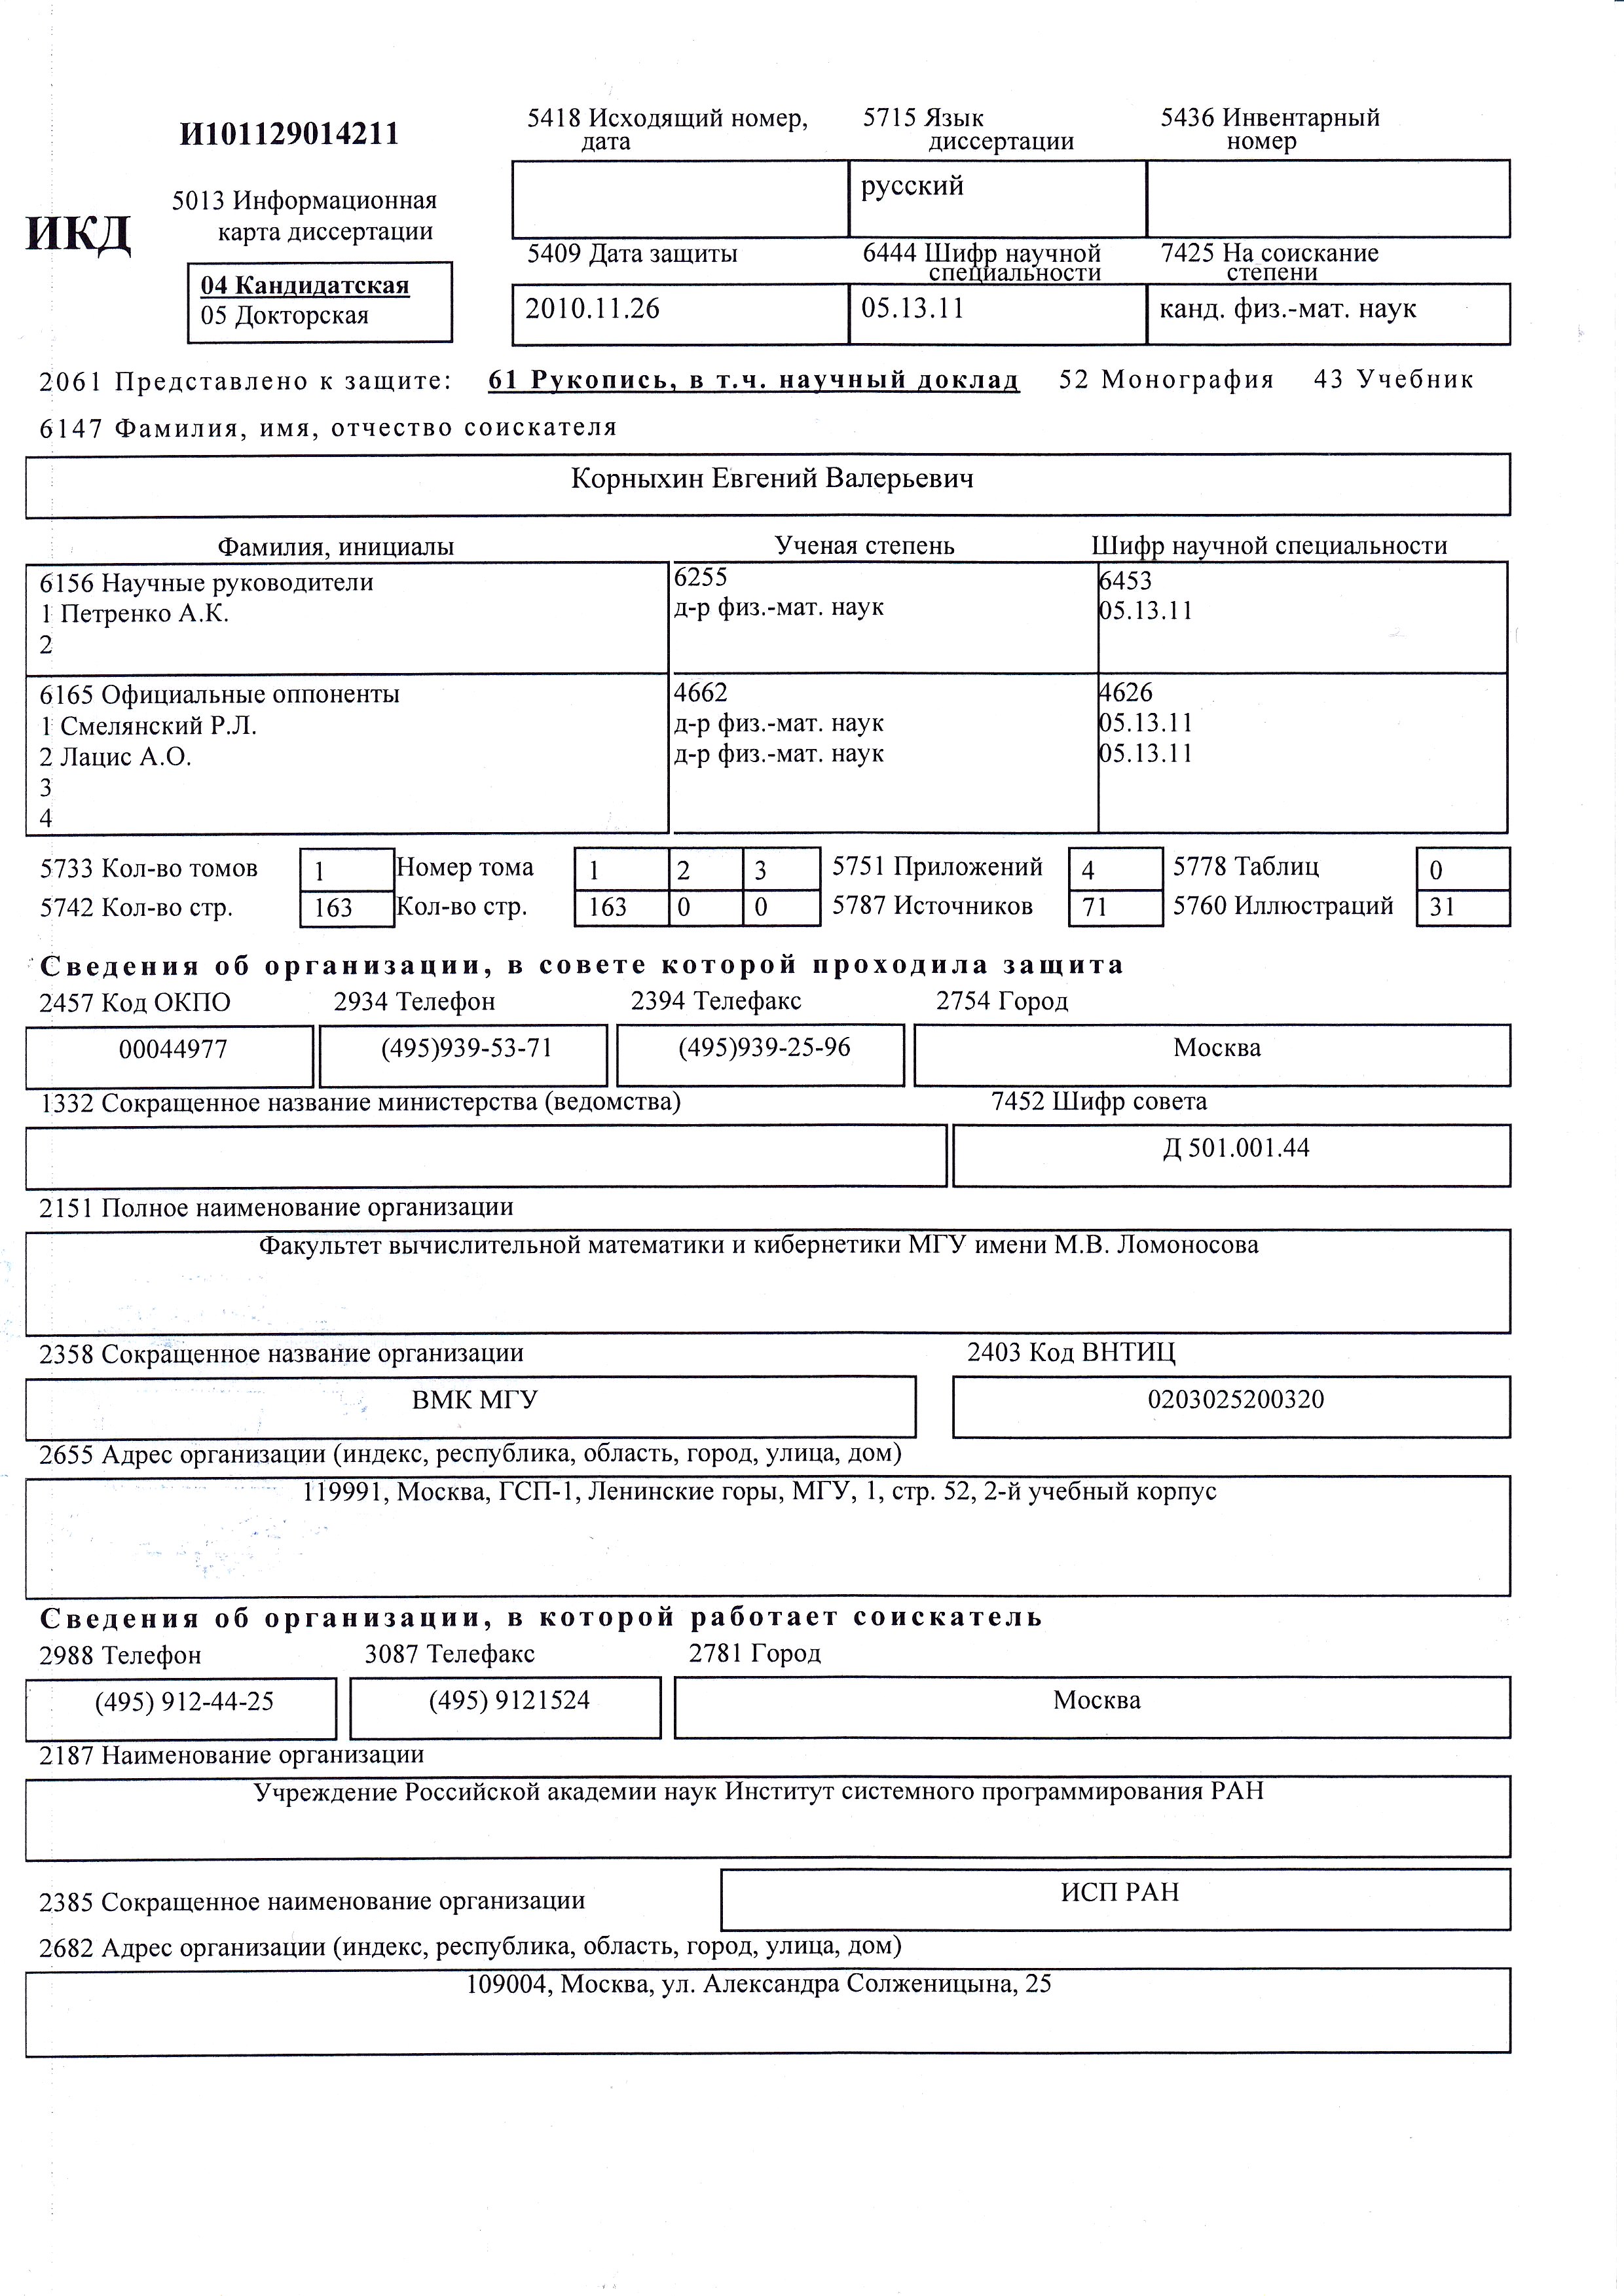 И101129014211
5418 Исходящий номер, дата
5715 Язык диссертации
5436 Инвентарный номер
русский
ИКД
5013 Информационная карта диссертации
04 Кандидатская
05 Докторская
5409 Дата защиты
6444 Шифр научной специальности
7425 На соискание степени
2010.11.26
05.13.11
канд. физ.-мат. наук
2061 Представлено к защите: 61 Рукопись, в т.ч. научный доклад 52 Монография 43 Учебник
6147 Фамилия, имя, отчество соискателя
Корныхин Евгений Валерьевич
Фамилия, инициалы Ученая степень Шифр научной специальности
6156 Научные руководители 6255 6453
1 Петренко А.К. д-р физ.-мат. наук 05.13.11
2
6165 Официальные оппоненты 4662 4626
1 Смелянский Р.Л. д-р физ.-мат. наук 05.13.11
2 Лацис А.О. д-р физ.-мат. наук 05.13.11
3
4
5733 Кол-во томов 1 Номер тома 1 2 3 5751 Приложений 4 5778 Таблиц 0
5742 Кол-во стр. 163 Кол-во стр. 163 0 0 5787 Источников 71 5760 Иллюстраций 31
Сведения об организации, в совете которой проходила защита
2457 Код ОКПО 2934 Телефон 2394 Телефакс 2754 Город
00044977 (495)939-53-71 (495)939-25-96 Москва
1332 Сокращенное название министерства (ведомства) 7452 Шифр совета
Д 501.001.44
2151 Полное наименование организации
Факультет вычислительной математики и кибернетики МГУ имени М.В. Ломоносова
2358 Сокращенное название организации 2403 Код ВНТИЦ
ВМК МГУ 0203025200320
2655 Адрес организации (индекс, республика, область, город, улица, дом)
119991, Москва, ГСП-1, Ленинские горы, МГУ, 1, стр. 52, 2-й учебный корпус
Сведения об организации, в которой работает соискатель
2988 Телефон 3087 Телефакс 2781 Город
(495) 912-44-25 (495) 9121524 Москва
2187 Наименование организации
Учреждение Российской академии наук Институт системного программирования РАН
2385 Сокращенное наименование организации ИСП РАН
2682 Адрес организации (индекс, республика, область, город, улица, дом)
109004, Москва, ул. Александра Солженицына, 25